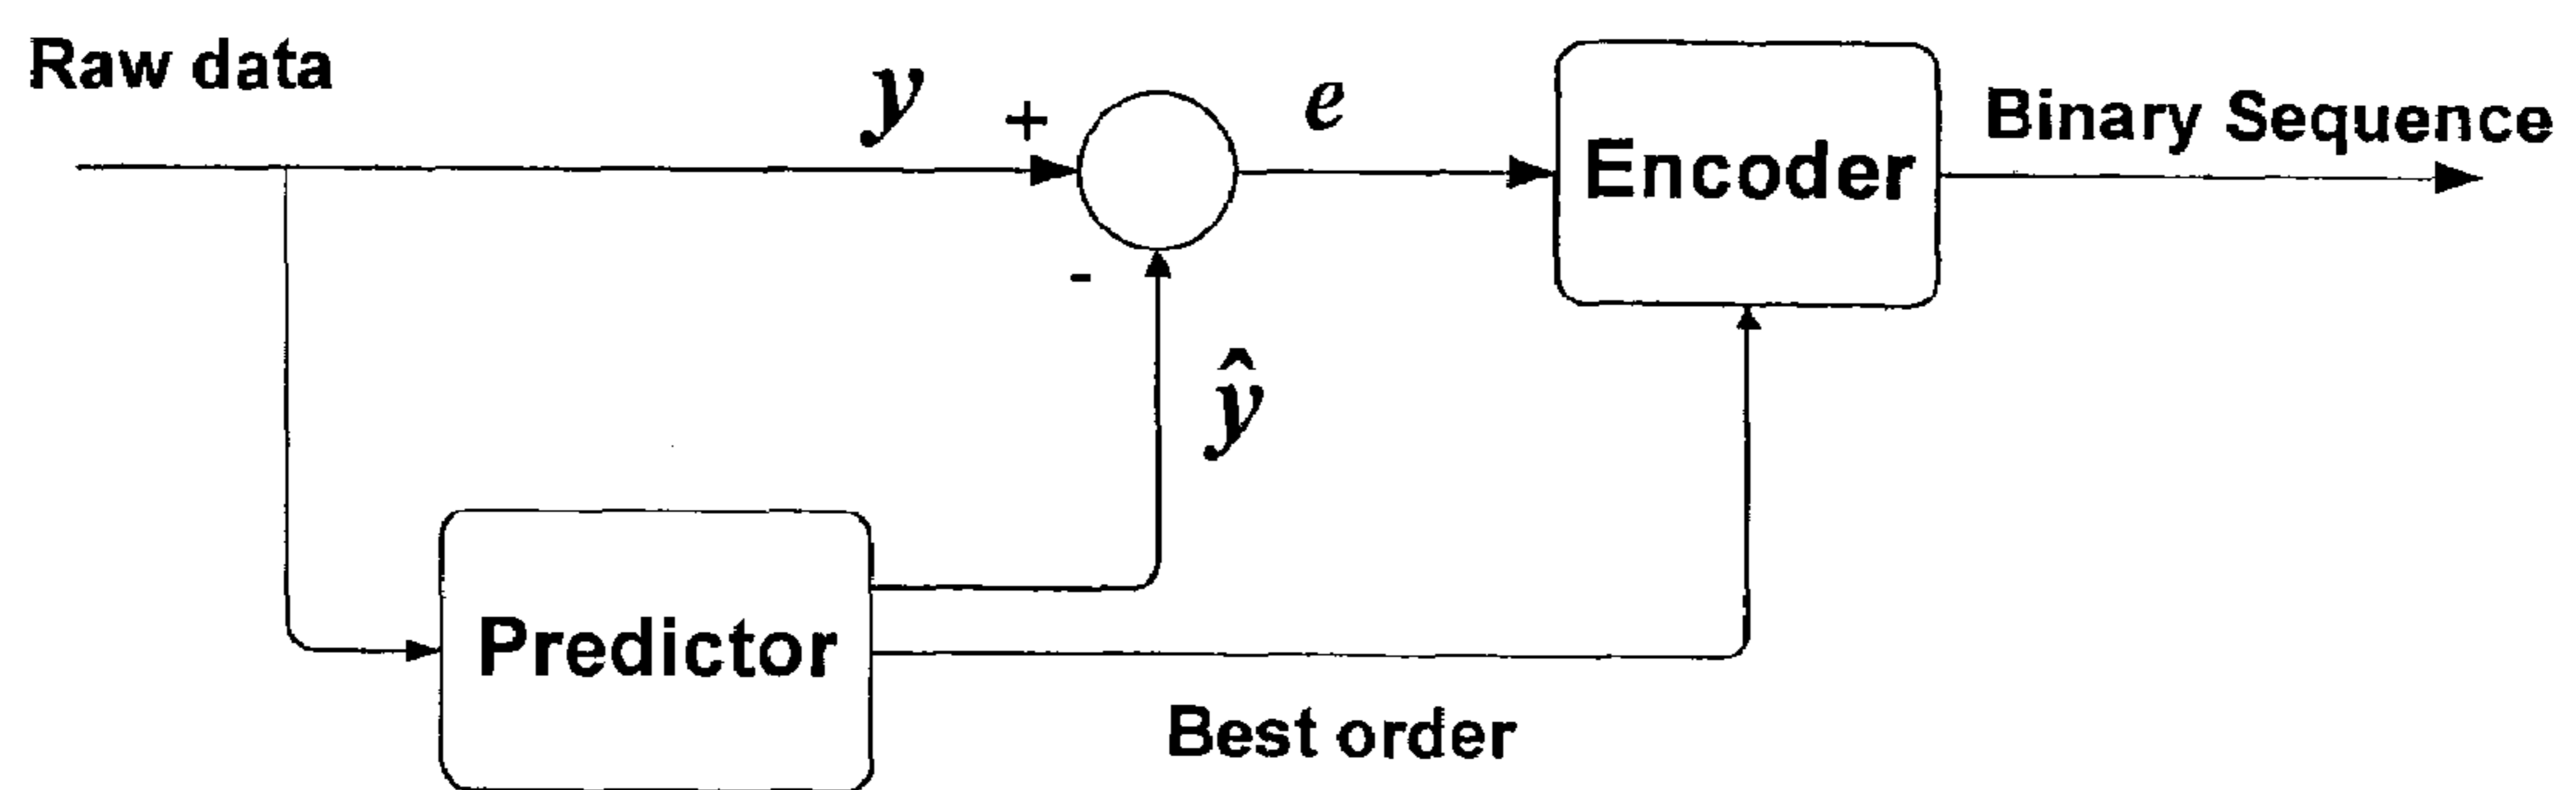 Raw data
y
+
e
Encoder
Binary Sequence
-
ŷ
Predictor
Best order